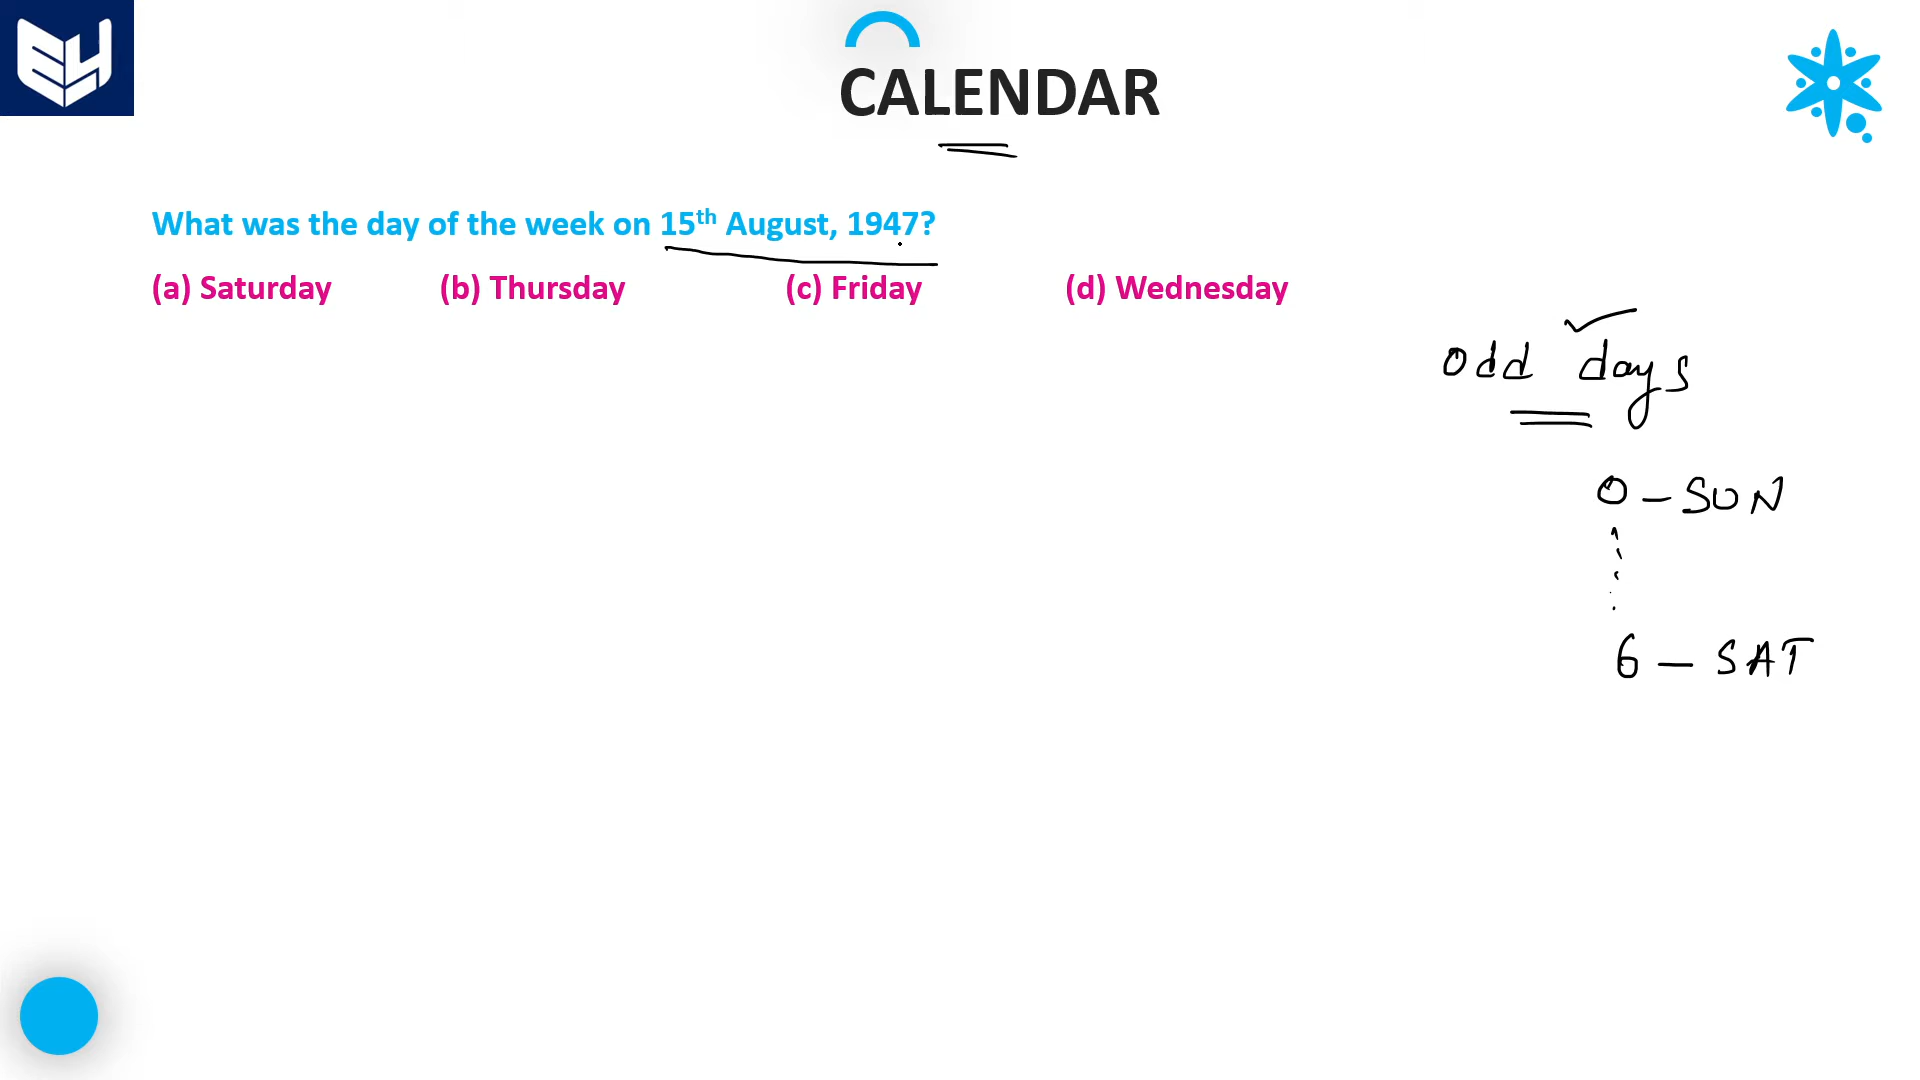 CALENDAR
What was the day of the week on 15th August, 1947?
(a) Saturday (b) Thursday (c) Friday (d) Wednesday
odd days
0 - SUN
6 - SAT